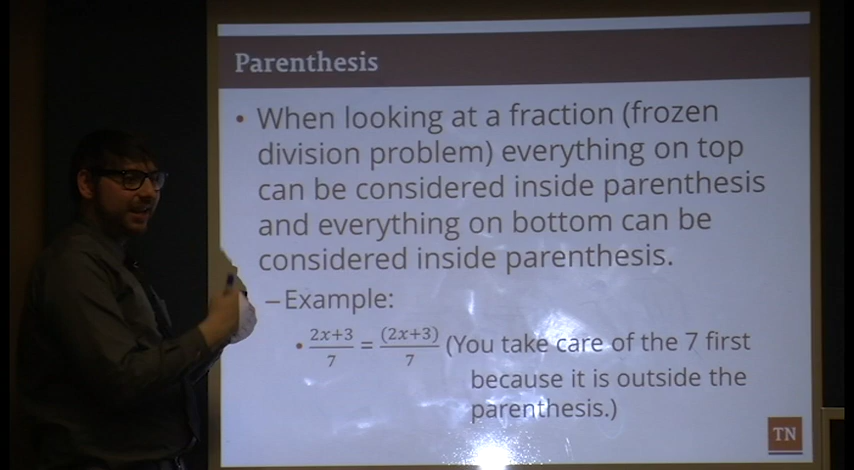 Parenthesis
• When looking at a fraction (frozen
division problem) everything on top
can be considered inside parenthesis
and everything on bottom can be
considered inside parenthesis.
– Example:
• 2x+3/7 = (2x+3)/7 (You take care of the 7 first
because it is outside the
parenthesis.)
TN